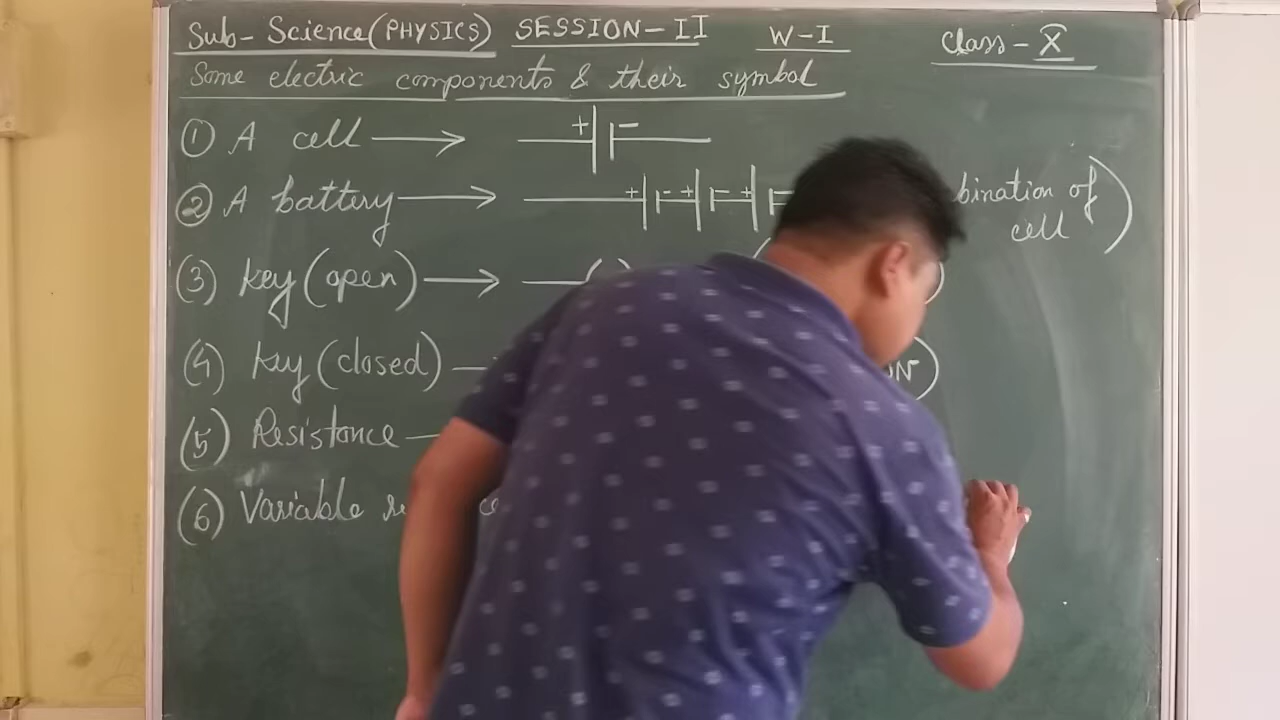 Sub- Science (PHYSICS) SESSION-II W-I Class-X
Some electric components & their symbol
① A cell → + -
② A battery → + - + - + - bination of
cell )
(3) key (open) →
(4) key (closed) —
(5) Resistance —
(6) Variable